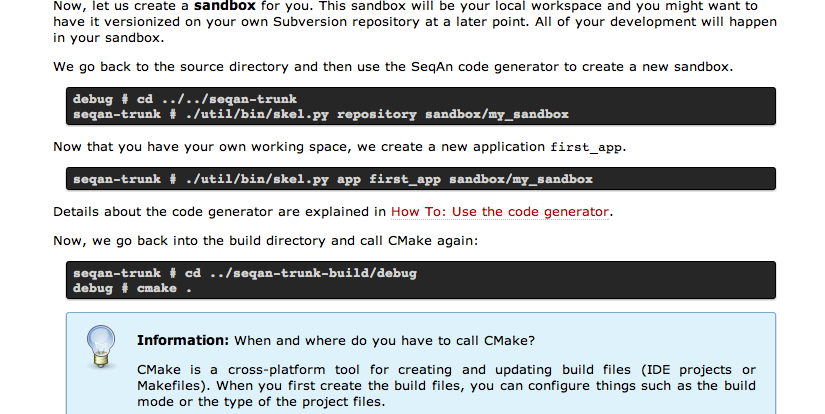 Now, let us create a sandbox for you. This sandbox will be your local workspace and you might want to
have it versionized on your own Subversion repository at a later point. All of your development will happen
in your sandbox.
We go back to the source directory and then use the SeqAn code generator to create a new sandbox.
debug # cd ../../seqan-trunk
seqan-trunk # ./util/bin/skel.py repository sandbox/my_sandbox
Now that you have your own working space, we create a new application first_app.
seqan-trunk # ./util/bin/skel.py app first_app sandbox/my_sandbox
Details about the code generator are explained in How To: Use the code generator.
Now, we go back into the build directory and call CMake again:
seqan-trunk # cd ../seqan-trunk-build/debug
debug # cmake .
Information: When and where do you have to call CMake?
CMake is a cross-platform tool for creating and updating build files (IDE projects or
Makefiles). When you first create the build files, you can configure things such as the build
mode or the type of the project files.